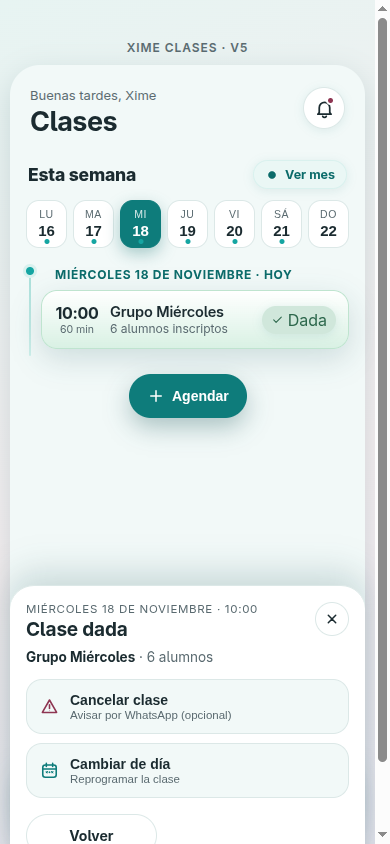 XIME CLASES · V5
Buenas tardes, Xime
Clases
Esta semana
Ver mes
LU MA MI JU VI SÁ DO
16 17 18 19 20 21 22
MIÉRCOLES 18 DE NOVIEMBRE · HOY
10:00 Grupo Miércoles
60 min 6 alumnos inscriptos
Dada
Agendar
MIÉRCOLES 18 DE NOVIEMBRE · 10:00
Clase dada
Grupo Miércoles · 6 alumnos
Cancelar clase
Avisar por WhatsApp (opcional)
Cambiar de día
Reprogramar la clase
Volver